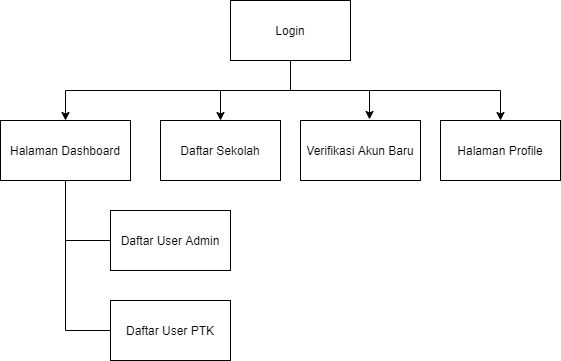 Login
Halaman Dashboard
Daftar Sekolah
Verifikasi Akun Baru
Halaman Profile
Daftar User Admin
Daftar User PTK